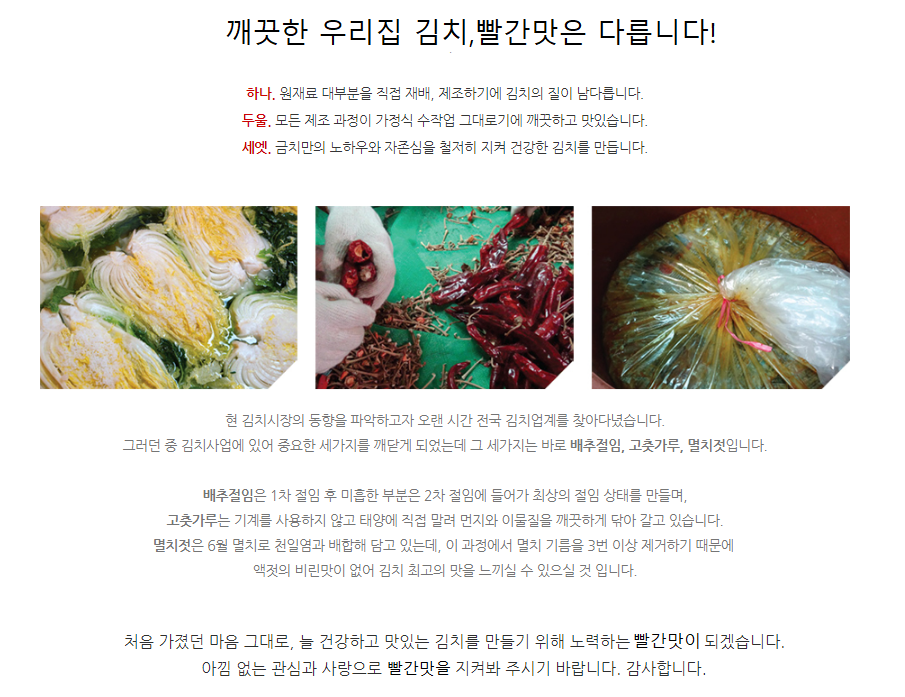 깨끗한 우리집 김치,빨간맛은 다릅니다!
하나. 원재료 대부분을 직접 재배, 제조하기에 김치의 질이 남다릅니다.
두울. 모든 제조 과정이 가정식 수작업 그대로기에 깨끗하고 맛있습니다.
세엣. 금치만의 노하우와 자존심을 철저히 지켜 건강한 김치를 만듭니다.
현 김치시장의 동향을 파악하고자 오랜 시간 전국 김치업계를 찾아다녔습니다.
그러던 중 김치사업에 있어 중요한 세가지를 깨닫게 되었는데 그 세가지는 바로 배추절임, 고춧가루, 멸치젓입니다.
배추절임은 1차 절임 후 미흡한 부분은 2차 절임에 들어가 최상의 절임 상태를 만들며,
고춧가루는 기계를 사용하지 않고 태양에 직접 말려 먼지와 이물질을 깨끗하게 닦아 갈고 있습니다.
멸치젓은 6월 멸치로 천일염과 배합해 담고 있는데, 이 과정에서 멸치 기름을 3번 이상 제거하기 때문에
액젓의 비린맛이 없어 김치 최고의 맛을 느끼실 수 있으실 것 입니다.
처음 가졌던 마음 그대로, 늘 건강하고 맛있는 김치를 만들기 위해 노력하는 빨간맛이 되겠습니다.
아낌 없는 관심과 사랑으로 빨간맛을 지켜봐 주시기 바랍니다. 감사합니다.